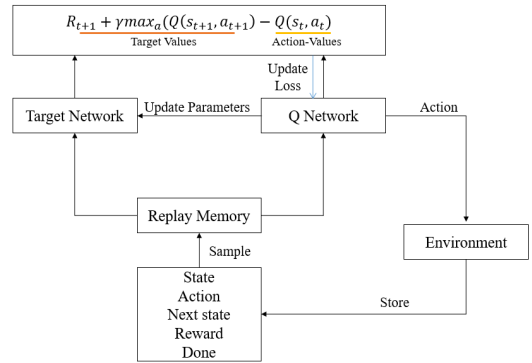 R_{t+1} + γmax_a(Q(s_{t+1}, a_{t+1}) − Q(s_t, a_t)
Target Values Action-Values
Update
Loss
Target Network
Update Parameters
Q Network
Action
Replay Memory
Environment
Sample
State
Action
Next state
Reward
Done
Store